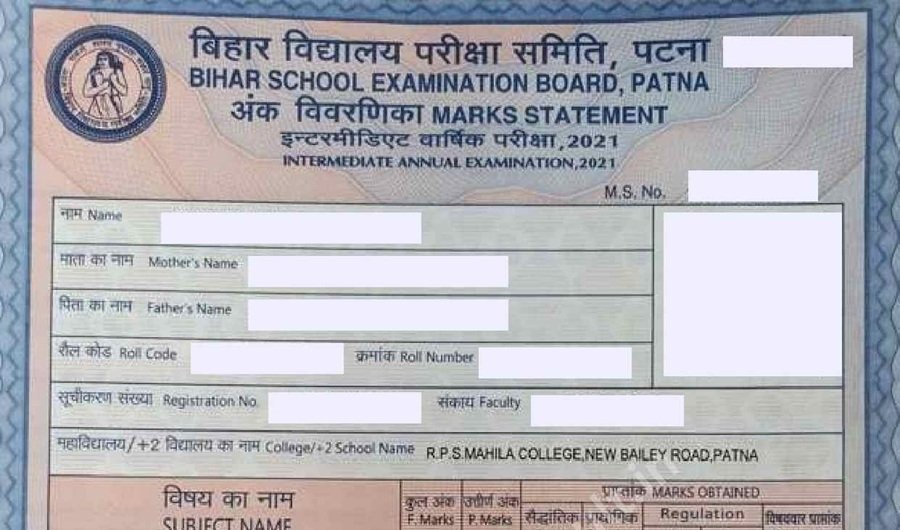 बिहार विद्यालय परीक्षा समिति, पटना
BIHAR SCHOOL EXAMINATION BOARD, PATNA
अंक विवरणिका MARKS STATEMENT
इन्टरमीडिएट वार्षिक परीक्षा,2021
INTERMEDIATE ANNUAL EXAMINATION,2021
M.S. No.
नाम Name
माता का नाम Mother's Name
पिता का नाम Father's Name
रौल कोड Roll Code क्रमांक Roll Number
सूचीकरण संख्या Registration No. संकाय Faculty
महाविद्यालय/+2 विद्यालय का नाम College/+2 School Name R.P.S.MAHILA COLLEGE,NEW BAILEY ROAD,PATNA
विषय का नाम कुल अंक उत्तीर्ण अंक प्राप्तांक MARKS OBTAINED
SUBJECT NAME F.Marks P.Marks सैद्धांतिक प्रायोगिक Regulation विषयवार प्राप्तांक